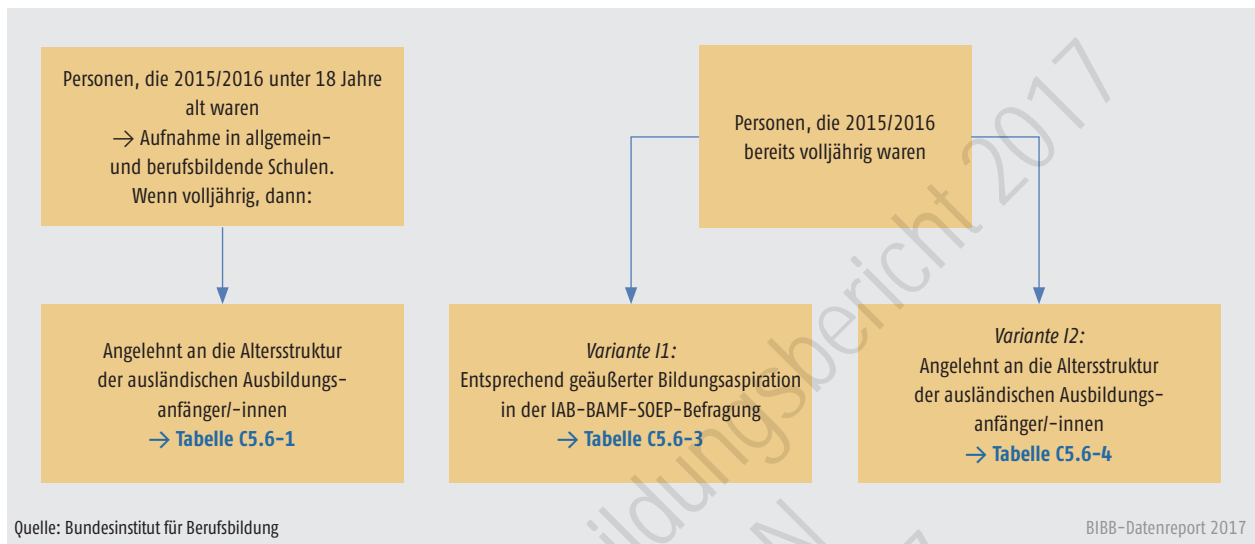 Personen, die 2015/2016 unter 18 Jahre
alt waren
→ Aufnahme in allgemein-
und berufsbildende Schulen.
Wenn volljährig, dann:
Personen, die 2015/2016
bereits volljährig waren
Angelehnt an die Altersstruktur
der ausländischen Ausbildungs-
anfänger/-innen
→ Tabelle C5.6-1
Variante I1:
Entsprechend geäußerter Bildungsaspiration
in der IAB-BAMF-SOEP-Befragung
→ Tabelle C5.6-3
Variante I2:
Angelehnt an die Altersstruktur
der ausländischen Ausbildungs-
anfänger/-innen
→ Tabelle C5.6-4
Quelle: Bundesinstitut für Berufsbildung
BIBB-Datenreport 2017
ildungsbericht 2017